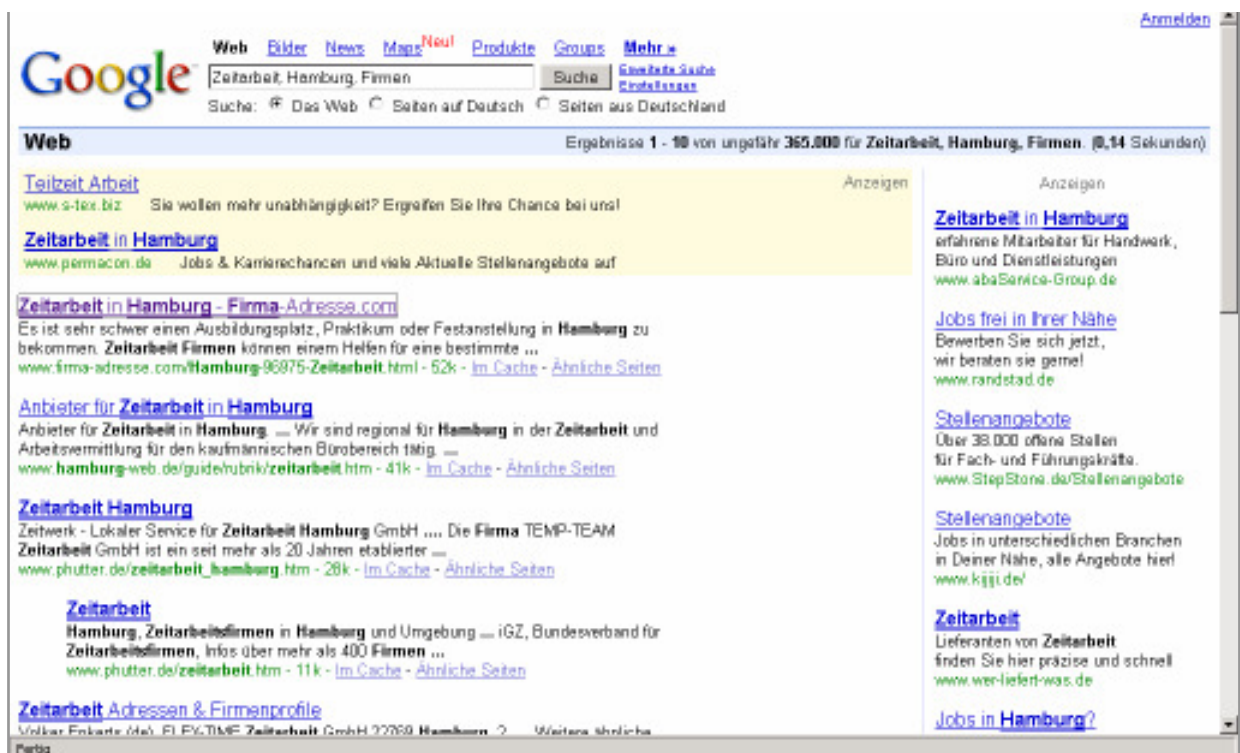 Anmelden
Web Bilder News Maps Neu! Produkte Groups Mehr »
Google
Zeitarbeit, Hamburg, Firmen Suche Erweiterte Suche
Einstellungen
Suche: Das Web Seiten auf Deutsch Seiten aus Deutschland
Web Ergebnisse 1 - 10 von ungefähr 365.000 für Zeitarbeit, Hamburg, Firmen. (0,14 Sekunden)
Teilzeit Arbeit Anzeigen
www.s-tex.biz Sie wollen mehr unabhängigkeit? Ergreifen Sie Ihre Chance bei uns!
Zeitarbeit in Hamburg
www.permacon.de Jobs & Karrierechancen und viele Aktuelle Stellenangebote auf
Zeitarbeit in Hamburg - Firma-Adresse.com
Es ist sehr schwer einen Ausbildungsplatz, Praktikum oder Festanstellung in Hamburg zu
bekommen. Zeitarbeit Firmen können einem Helfen für eine bestimmte ...
www.firma-adresse.com/Hamburg-96975-Zeitarbeit.html - 52k - Im Cache - Ähnliche Seiten
Anbieter für Zeitarbeit in Hamburg
Anbieter für Zeitarbeit in Hamburg. ... Wir sind regional für Hamburg in der Zeitarbeit und
Arbeitsvermittlung für den kaufmännischen Bürobereich tätig. ...
www.hamburg-web.de/guide/rubrik/zeitarbeit.htm - 41k - Im Cache - Ähnliche Seiten
Zeitarbeit Hamburg
Zeitwerk - Lokaler Service für Zeitarbeit Hamburg GmbH .... Die Firma TEMP-TEAM
Zeitarbeit GmbH ist ein seit mehr als 20 Jahren etablierter ...
www.phutter.de/zeitarbeit_hamburg.htm - 28k - Im Cache - Ähnliche Seiten
Zeitarbeit
Hamburg, Zeitarbeitsfirmen in Hamburg und Umgebung ... iGZ, Bundesverband für
Zeitarbeitsfirmen, Infos über mehr als 400 Firmen ...
www.phutter.de/zeitarbeit.htm - 11k - Im Cache - Ähnliche Seiten
Zeitarbeit Adressen & Firmenprofile
Volker Enkerts (de), FLEX-TIME Zeitarbeit GmbH 22769 Hamburg, ? ... Weitere ähnliche
Anzeigen
Zeitarbeit in Hamburg
erfahrene Mitarbeiter für Handwerk,
Büro und Dienstleistungen
www.abaService-Group.de
Jobs frei in Ihrer Nähe
Bewerben Sie sich jetzt,
wir beraten sie gerne!
www.randstad.de
Stellenangebote
Über 38.000 offene Stellen
für Fach- und Führungskräfte.
www.StepStone.de/Stellenangebote
Stellenangebote
Jobs in unterschiedlichen Branchen
in Deiner Nähe, alle Angebote hier!
www.kijiji.de/
Zeitarbeit
Lieferanten von Zeitarbeit
finden Sie hier präzise und schnell
www.wer-liefert-was.de
Jobs in Hamburg?
Fertig